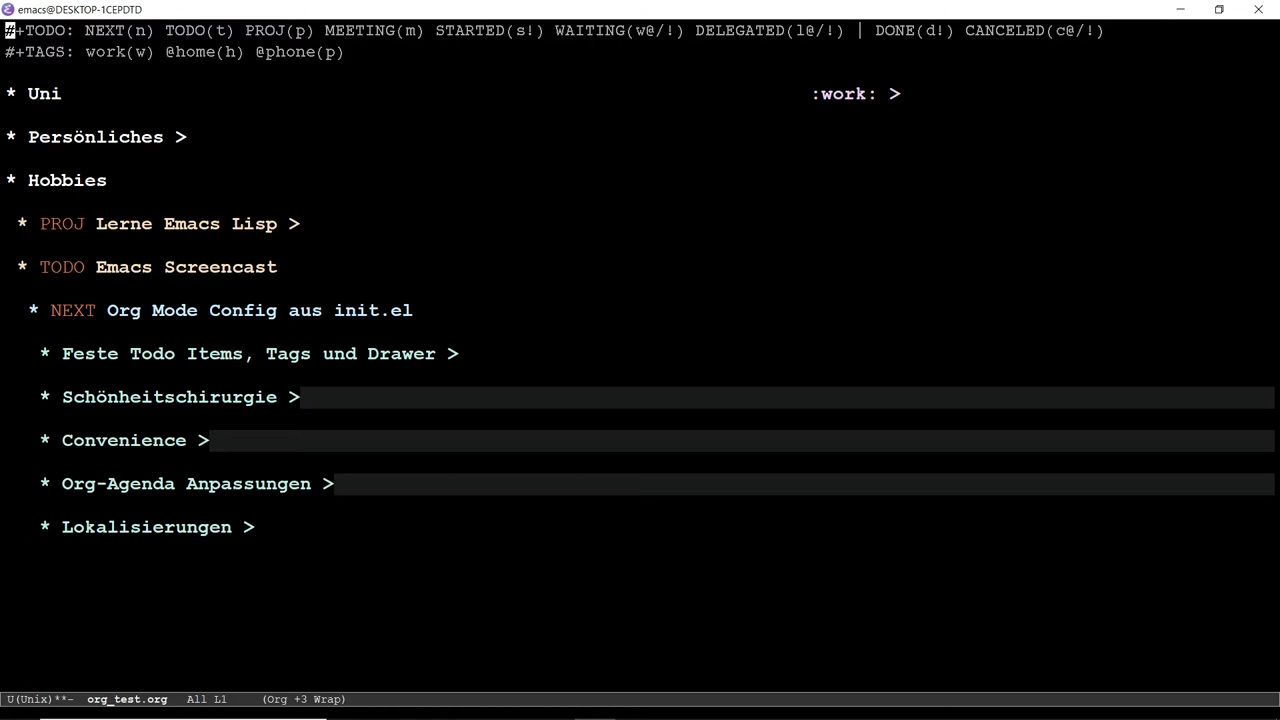 emacs@DESKTOP-1CEPDTD
#+TODO: NEXT(n) TODO(t) PROJ(p) MEETING(m) STARTED(s!) WAITING(w@/!) DELEGATED(l@/!) | DONE(d!) CANCELED(c@/!)
#+TAGS: work(w) @home(h) @phone(p)
* Uni :work: >
* Persönliches >
* Hobbies
* PROJ Lerne Emacs Lisp >
* TODO Emacs Screencast
* NEXT Org Mode Config aus init.el
* Feste Todo Items, Tags und Drawer >
* Schönheitschirurgie >
* Convenience >
* Org-Agenda Anpassungen >
* Lokalisierungen >
U(Unix)**- org_test.org All L1 (Org +3 Wrap)